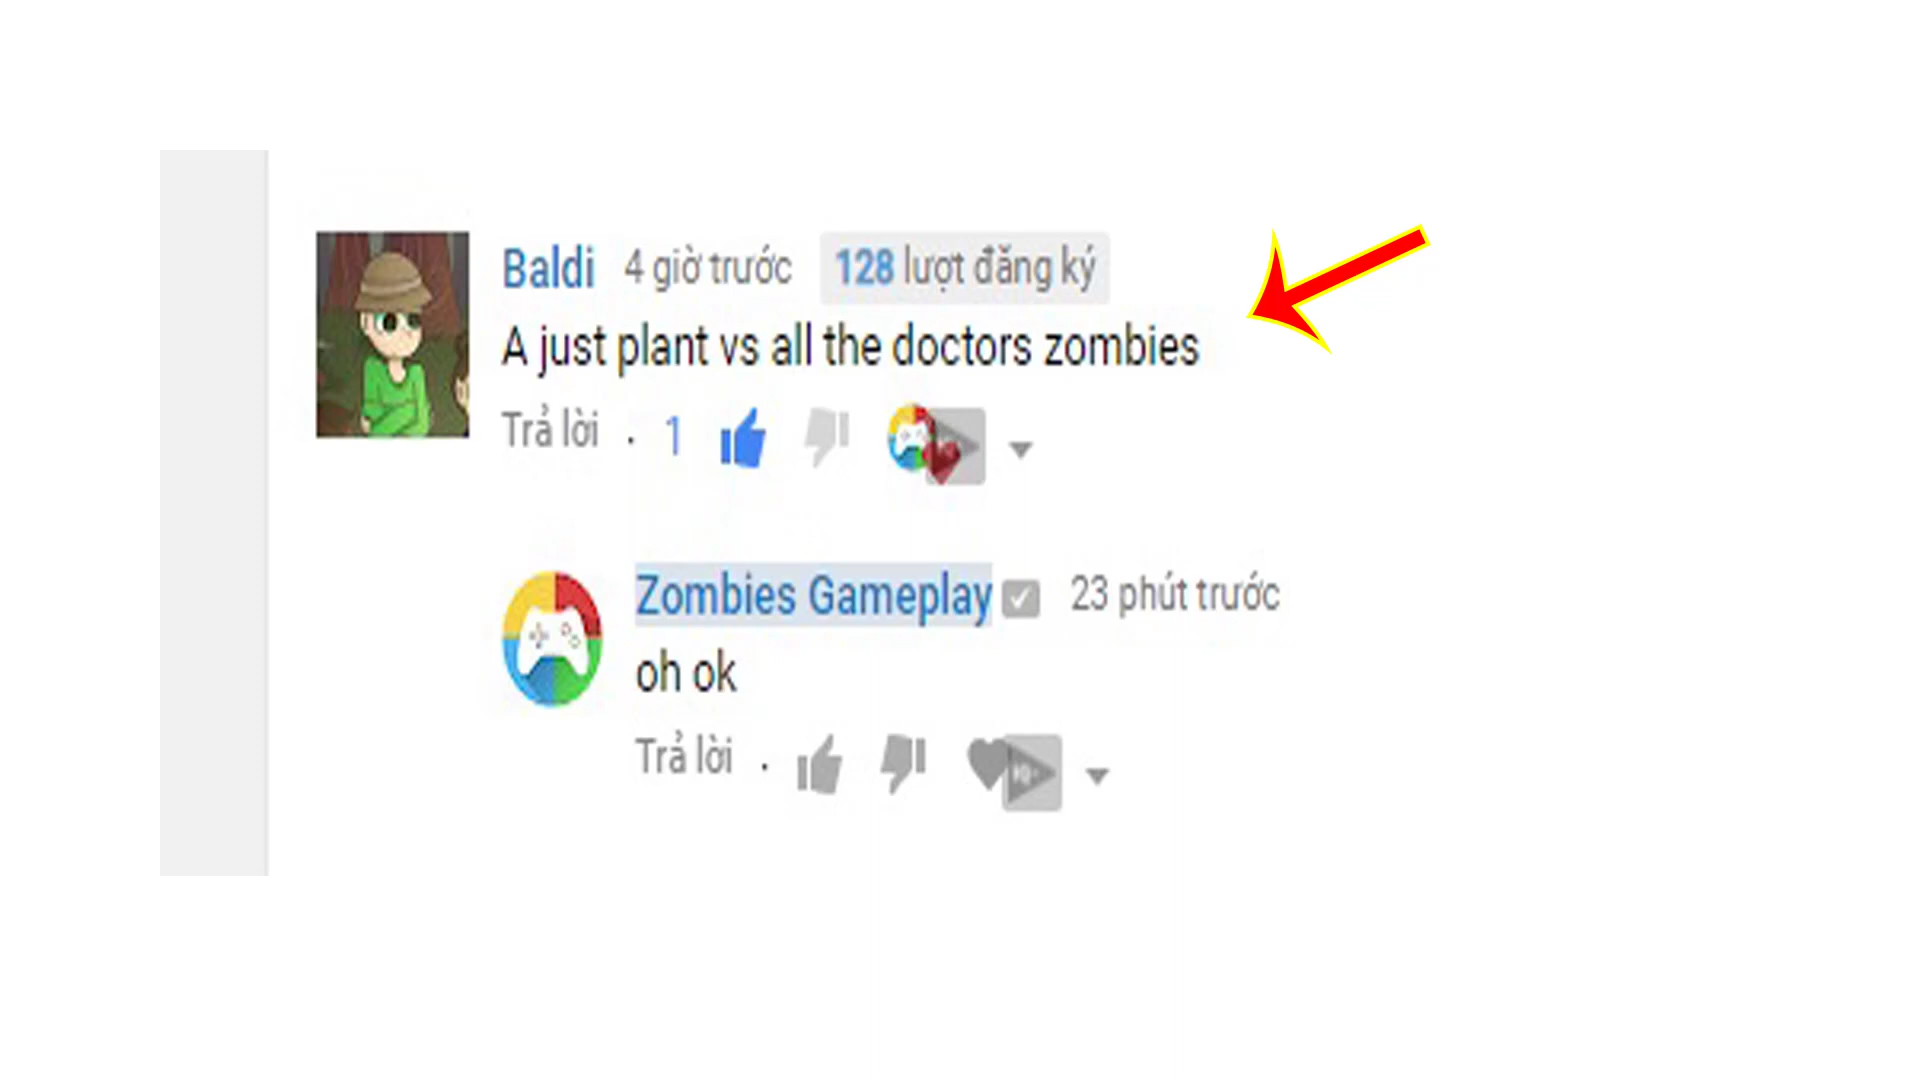 Baldi 4 giờ trước 128 lượt đăng ký
A just plant vs all the doctors zombies
Trả lời · 1
Zombies Gameplay 23 phút trước
oh ok
Trả lời ·